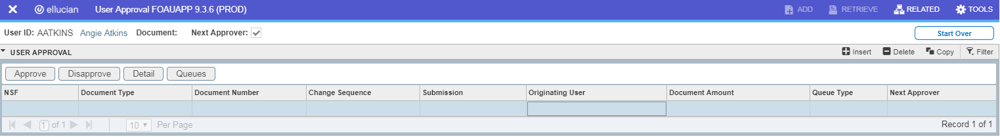 ellucian User Approval FOAUAPP 9.3.6 (PROD) ADD RETRIEVE RELATED TOOLS
User ID: AATKINS Angie Atkins Document: Next Approver: Start Over
USER APPROVAL Insert Delete Copy Filter
Approve Disapprove Detail Queues
NSF Document Type Document Number Change Sequence Submission Originating User Document Amount Queue Type Next Approver
1 of 1 10 Per Page Record 1 of 1